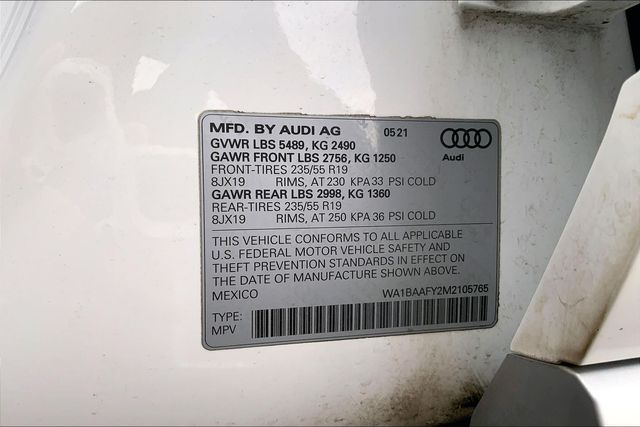 MFD. BY AUDI AG 05 21
GVWR LBS 5489, KG 2490
GAWR FRONT LBS 2756, KG 1250
Audi
FRONT-TIRES 235/55 R19
8JX19 RIMS, AT 230 KPA 33 PSI COLD
GAWR REAR LBS 2998, KG 1360
REAR-TIRES 235/55 R19
8JX19 RIMS, AT 250 KPA 36 PSI COLD
THIS VEHICLE CONFORMS TO ALL APPLICABLE
U.S. FEDERAL MOTOR VEHICLE SAFETY AND
THEFT PREVENTION STANDARDS IN EFFECT ON
THE DATE OF MANUFACTURE SHOWN ABOVE.
MEXICO WA1BAAFY2M2105765
TYPE:
MPV